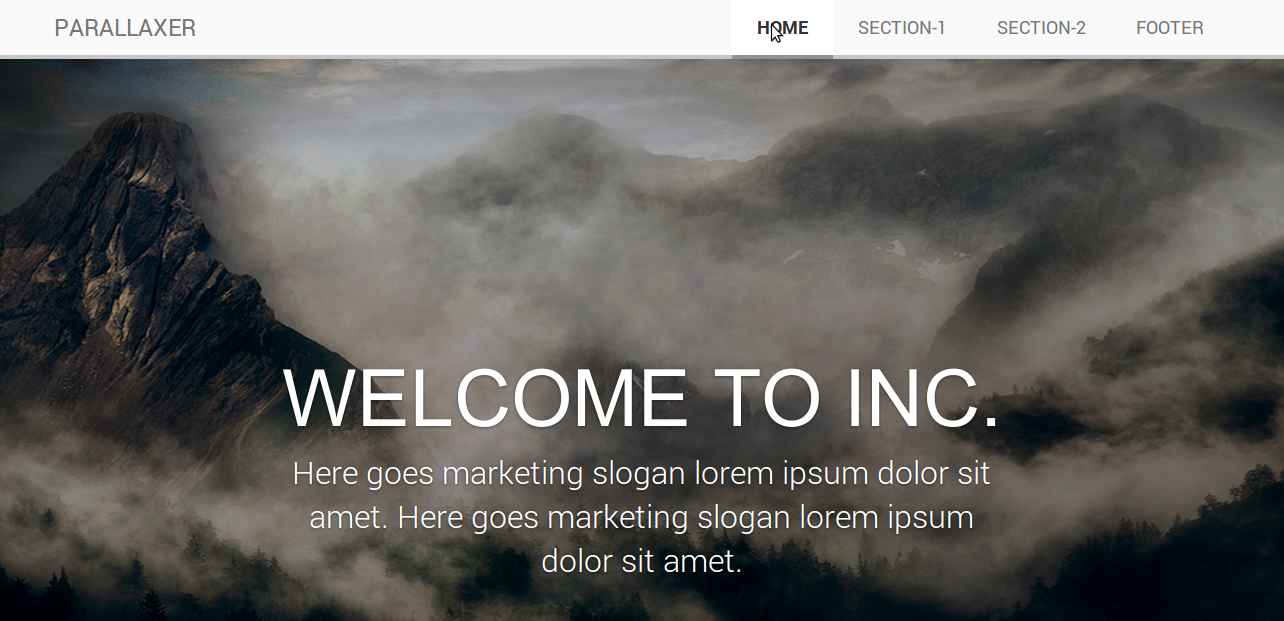 PARALLAXER
HOME SECTION-1 SECTION-2 FOOTER
WELCOME TO INC.
Here goes marketing slogan lorem ipsum dolor sit
amet. Here goes marketing slogan lorem ipsum
dolor sit amet.